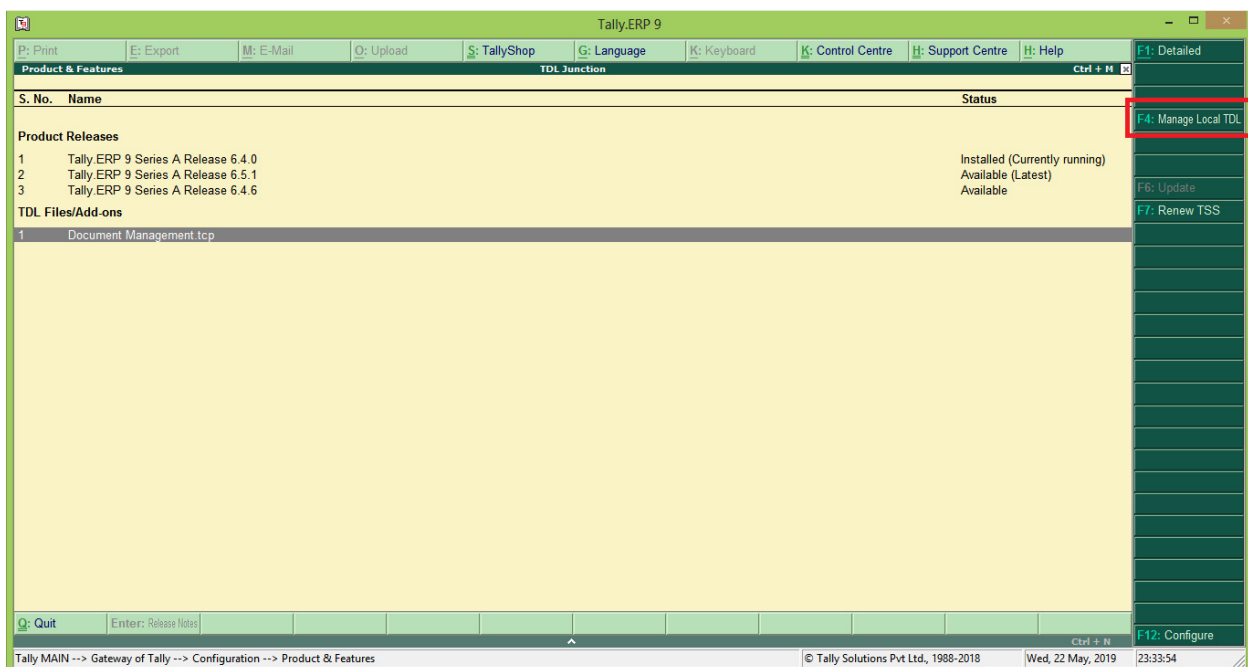 Tally.ERP 9
P: Print E: Export M: E-Mail O: Upload S: TallyShop G: Language K: Keyboard K: Control Centre H: Support Centre H: Help F1: Detailed
Product & Features TDL Junction Ctrl + M
S. No. Name Status
F4: Manage Local TDL
Product Releases
1 Tally.ERP 9 Series A Release 6.4.0 Installed (Currently running)
2 Tally.ERP 9 Series A Release 6.5.1 Available (Latest)
3 Tally.ERP 9 Series A Release 6.4.6 Available
F6: Update
TDL Files/Add-ons
F7: Renew TSS
1 Document Management.tcp
Q: Quit Enter: Release Notes
Ctrl + N
F12: Configure
Tally MAIN --> Gateway of Tally --> Configuration --> Product & Features © Tally Solutions Pvt Ltd., 1988-2018 Wed, 22 May, 2019 23:33:54